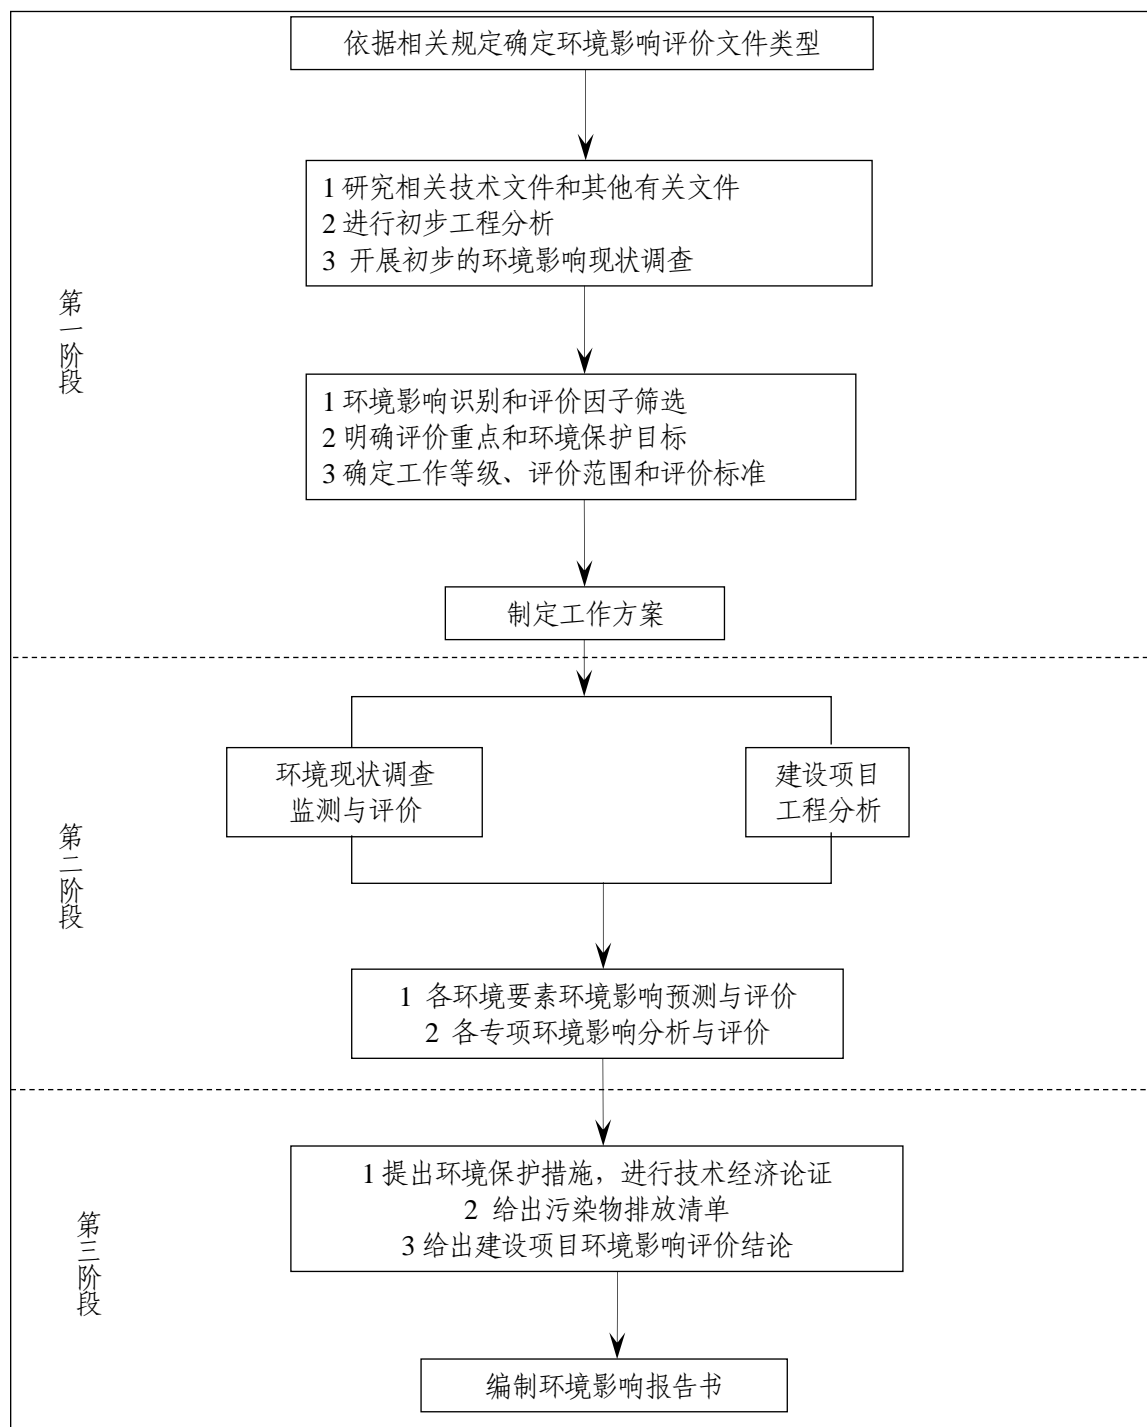 依据相关规定确定环境影响评价文件类型
1 研究相关技术文件和其他有关文件
2 进行初步工程分析
3 开展初步的环境影响现状调查
第一阶段
1 环境影响识别和评价因子筛选
2 明确评价重点和环境保护目标
3 确定工作等级、评价范围和评价标准
制定工作方案
环境现状调查
监测与评价
建设项目
工程分析
第二阶段
1 各环境要素环境影响预测与评价
2 各专项环境影响分析与评价
1 提出环境保护措施，进行技术经济论证
2 给出污染物排放清单
3 给出建设项目环境影响评价结论
第三阶段
编制环境影响报告书